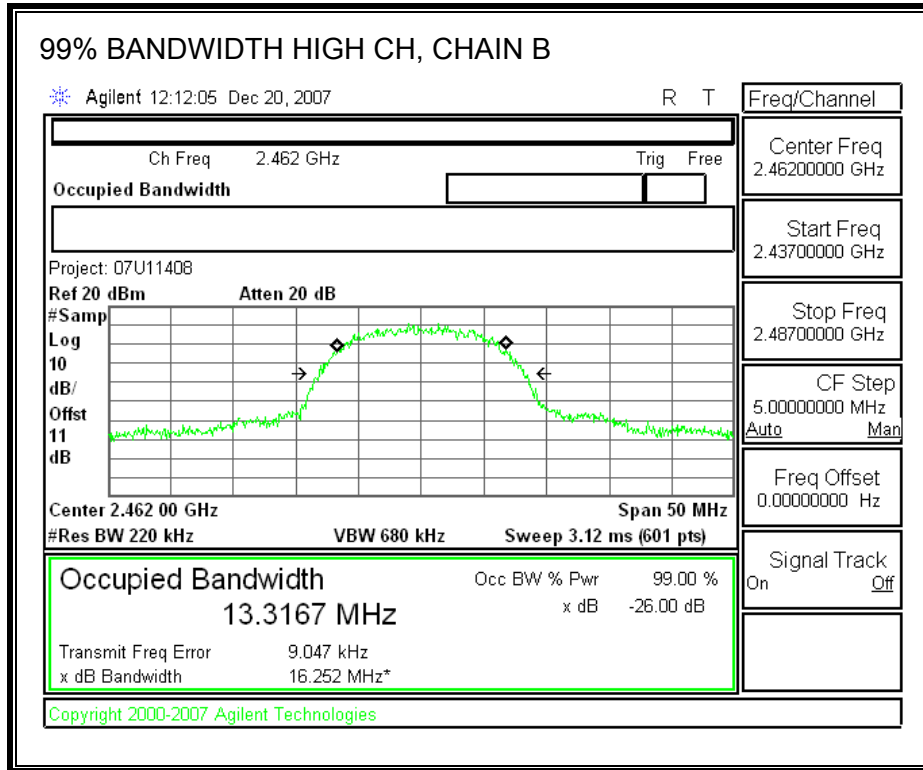 99% BANDWIDTH HIGH CH, CHAIN B
Agilent 12:12:05 Dec 20, 2007 R T
Freq/Channel
Ch Freq 2.462 GHz Trig Free
Occupied Bandwidth
Center Freq
2.46200000 GHz
Start Freq
2.43700000 GHz
Stop Freq
2.48700000 GHz
CF Step
5.00000000 MHz
Auto Man
Freq Offset
0.00000000 Hz
Signal Track
On Off
Project: 07U11408
Ref 20 dBm Atten 20 dB
#Samp
Log
10
dB/
Offst
11
dB
Center 2.462 00 GHz Span 50 MHz
#Res BW 220 kHz VBW 680 kHz Sweep 3.12 ms (601 pts)
Occupied Bandwidth Occ BW % Pwr 99.00 %
13.3167 MHz x dB -26.00 dB
Transmit Freq Error 9.047 kHz
x dB Bandwidth 16.252 MHz*
Copyright 2000-2007 Agilent Technologies